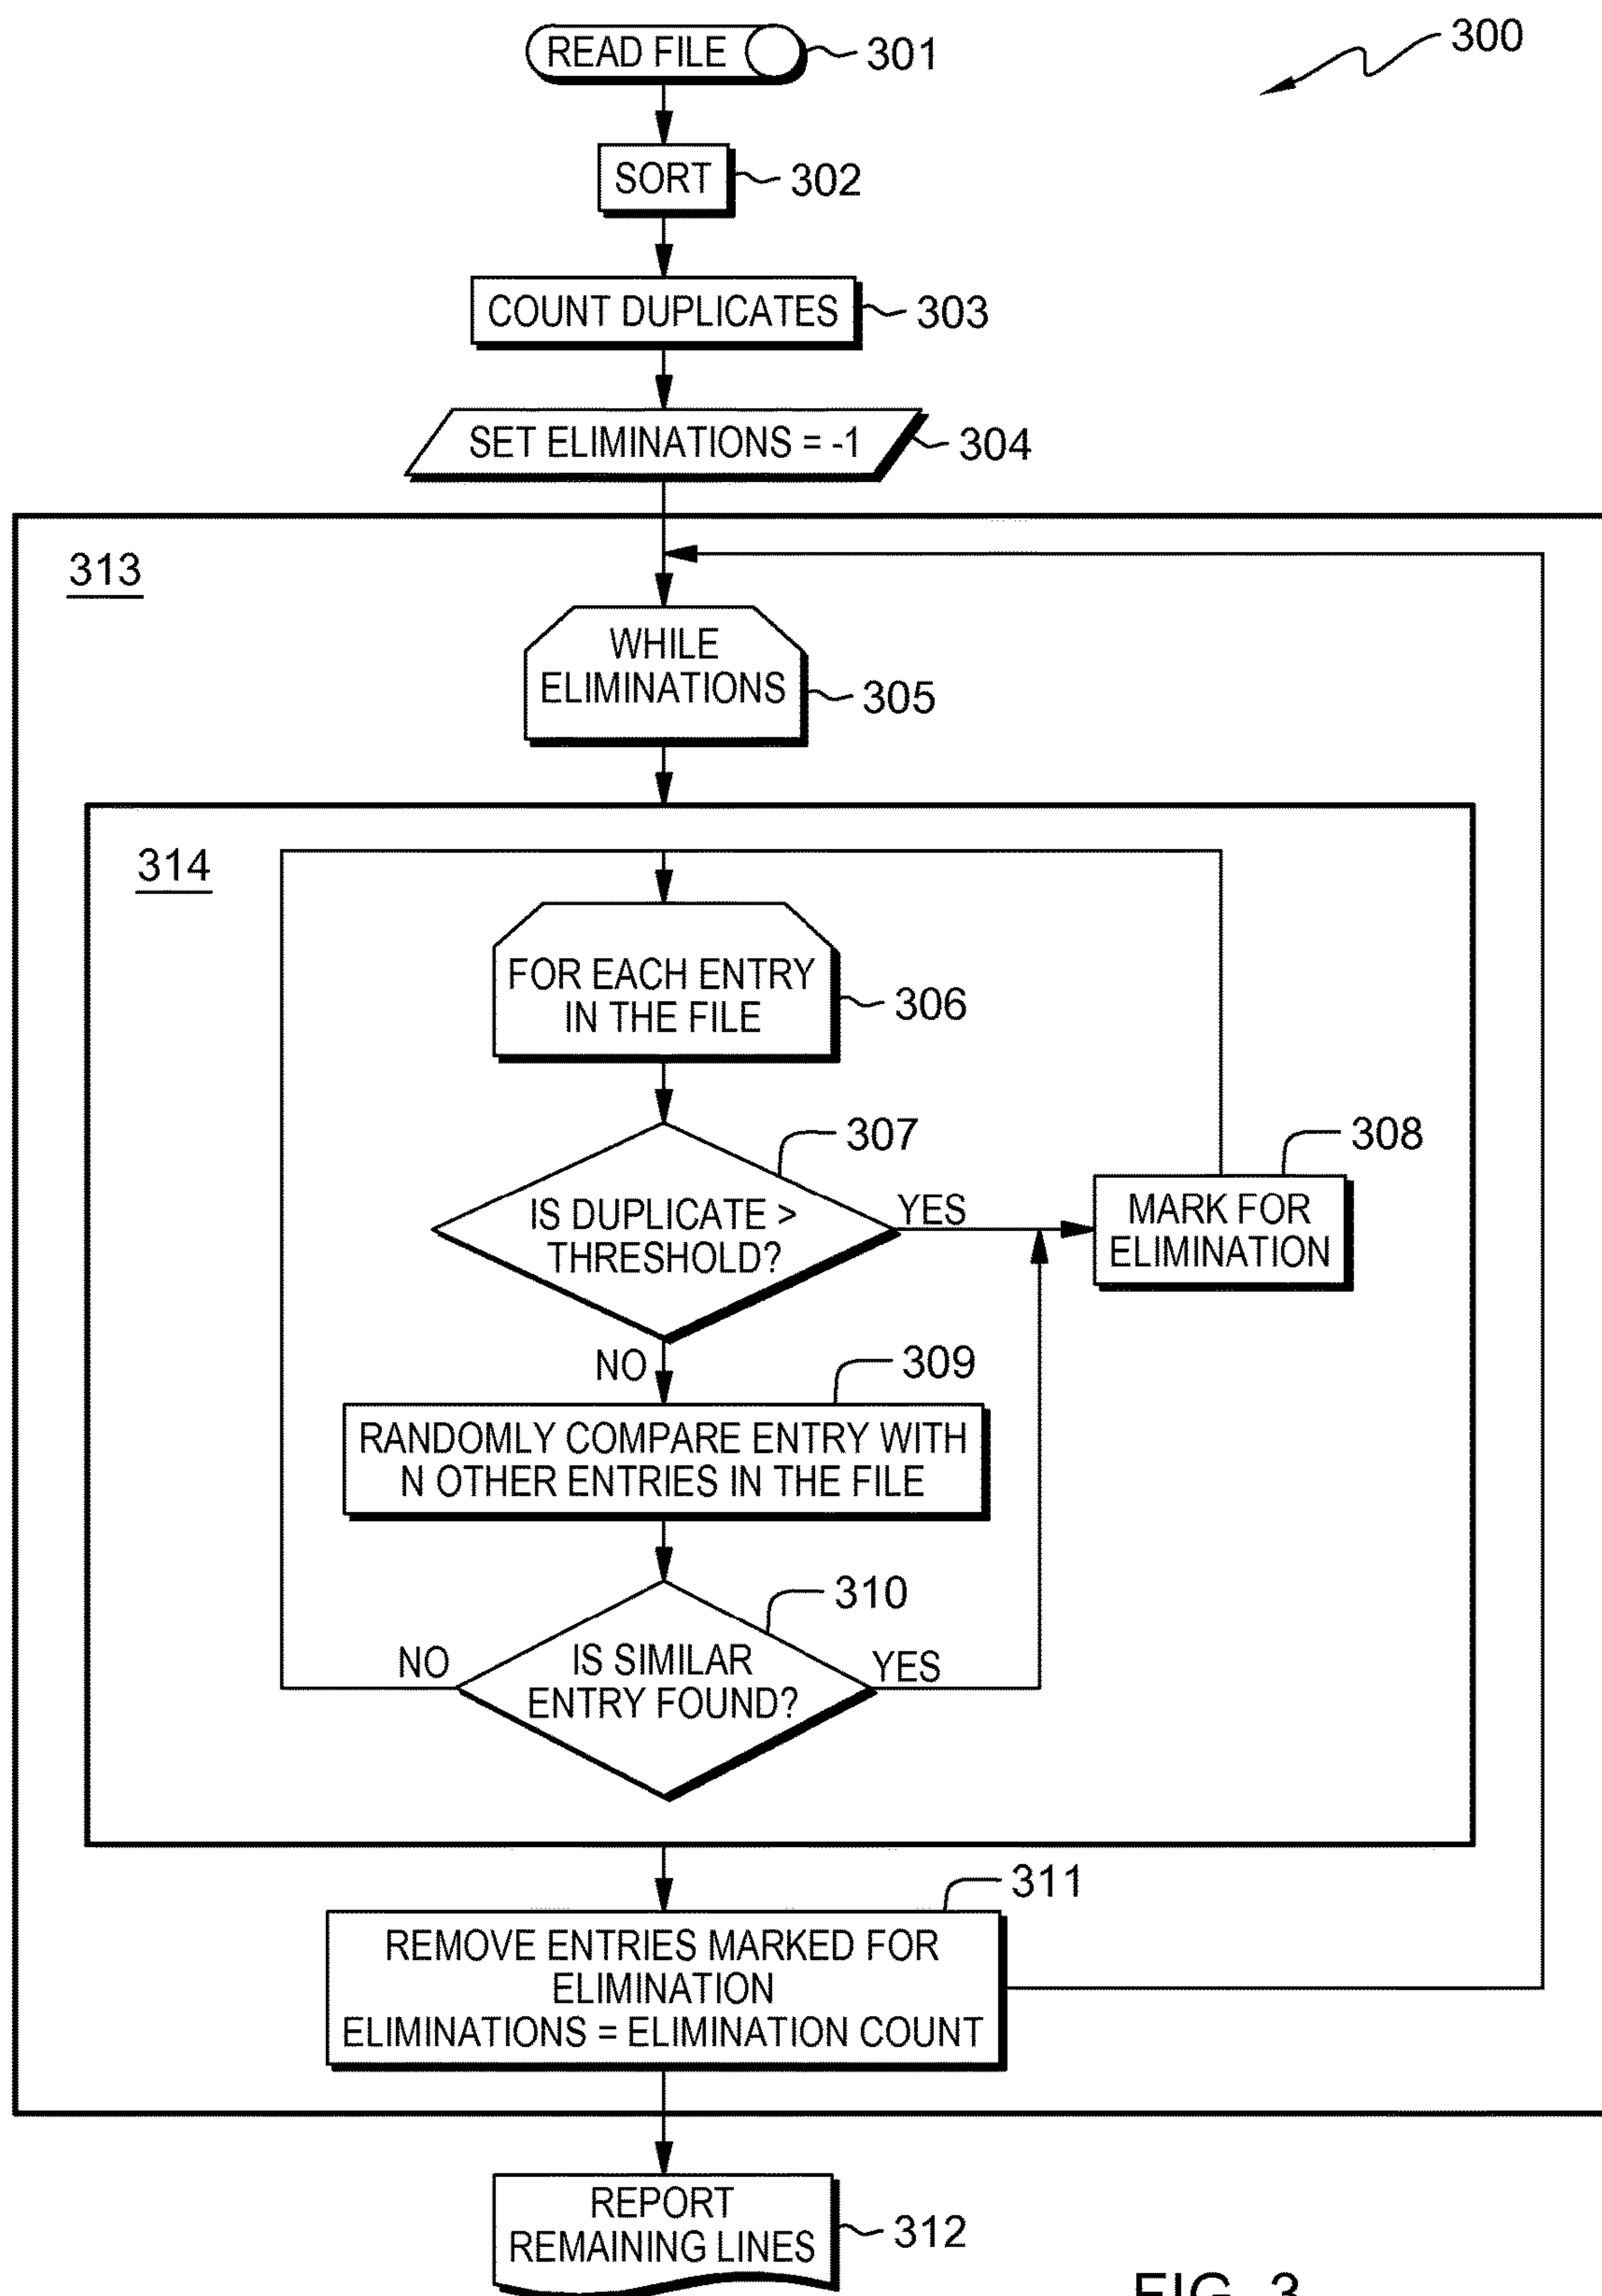 300
READ FILE 301
SORT 302
COUNT DUPLICATES 303
SET ELIMINATIONS = -1 304
313
WHILE
ELIMINATIONS 305
314
FOR EACH ENTRY
IN THE FILE 306
307
308
IS DUPLICATE >
THRESHOLD?
YES
MARK FOR
ELIMINATION
NO
309
RANDOMLY COMPARE ENTRY WITH
N OTHER ENTRIES IN THE FILE
310
NO
IS SIMILAR
ENTRY FOUND?
YES
311
REMOVE ENTRIES MARKED FOR
ELIMINATION
ELIMINATIONS = ELIMINATION COUNT
REPORT
REMAINING LINES 312
FIG. 3